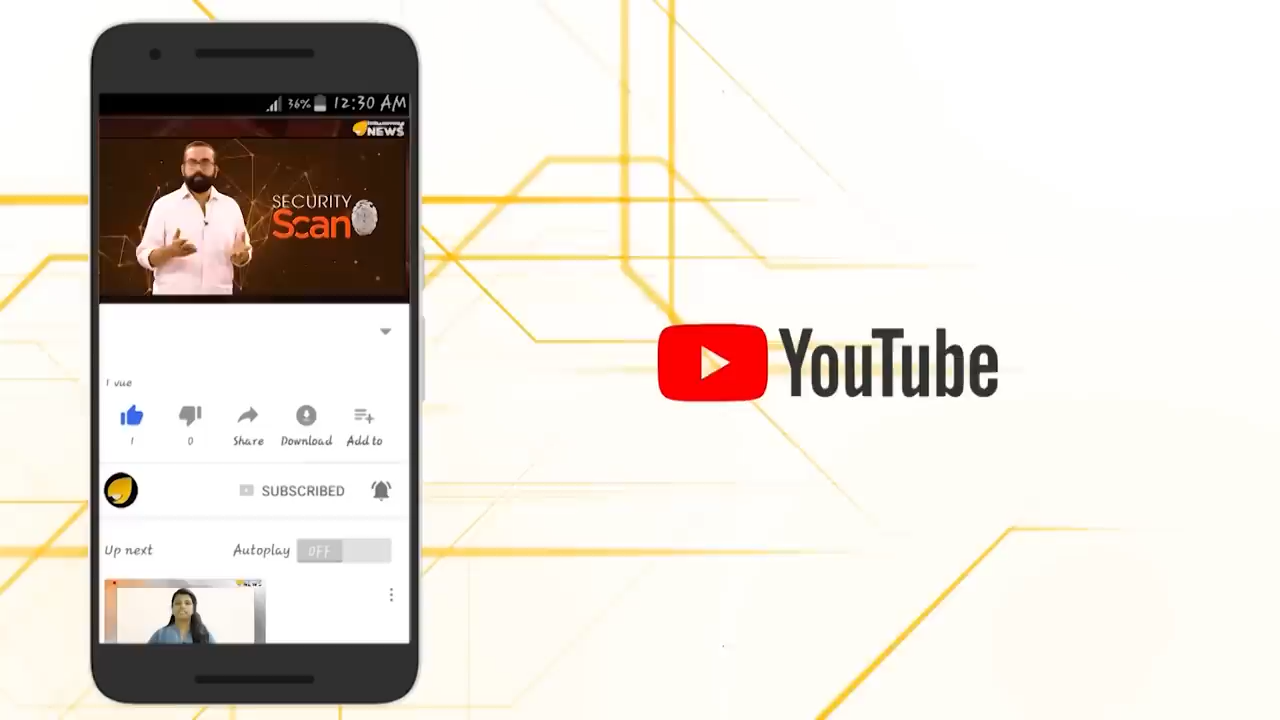 36% 12:30 AM
NEWS
SECURITY
Scan
1 vue
1 0 Share Download Add to
SUBSCRIBED
Up next Autoplay OFF
NEWS
YouTube